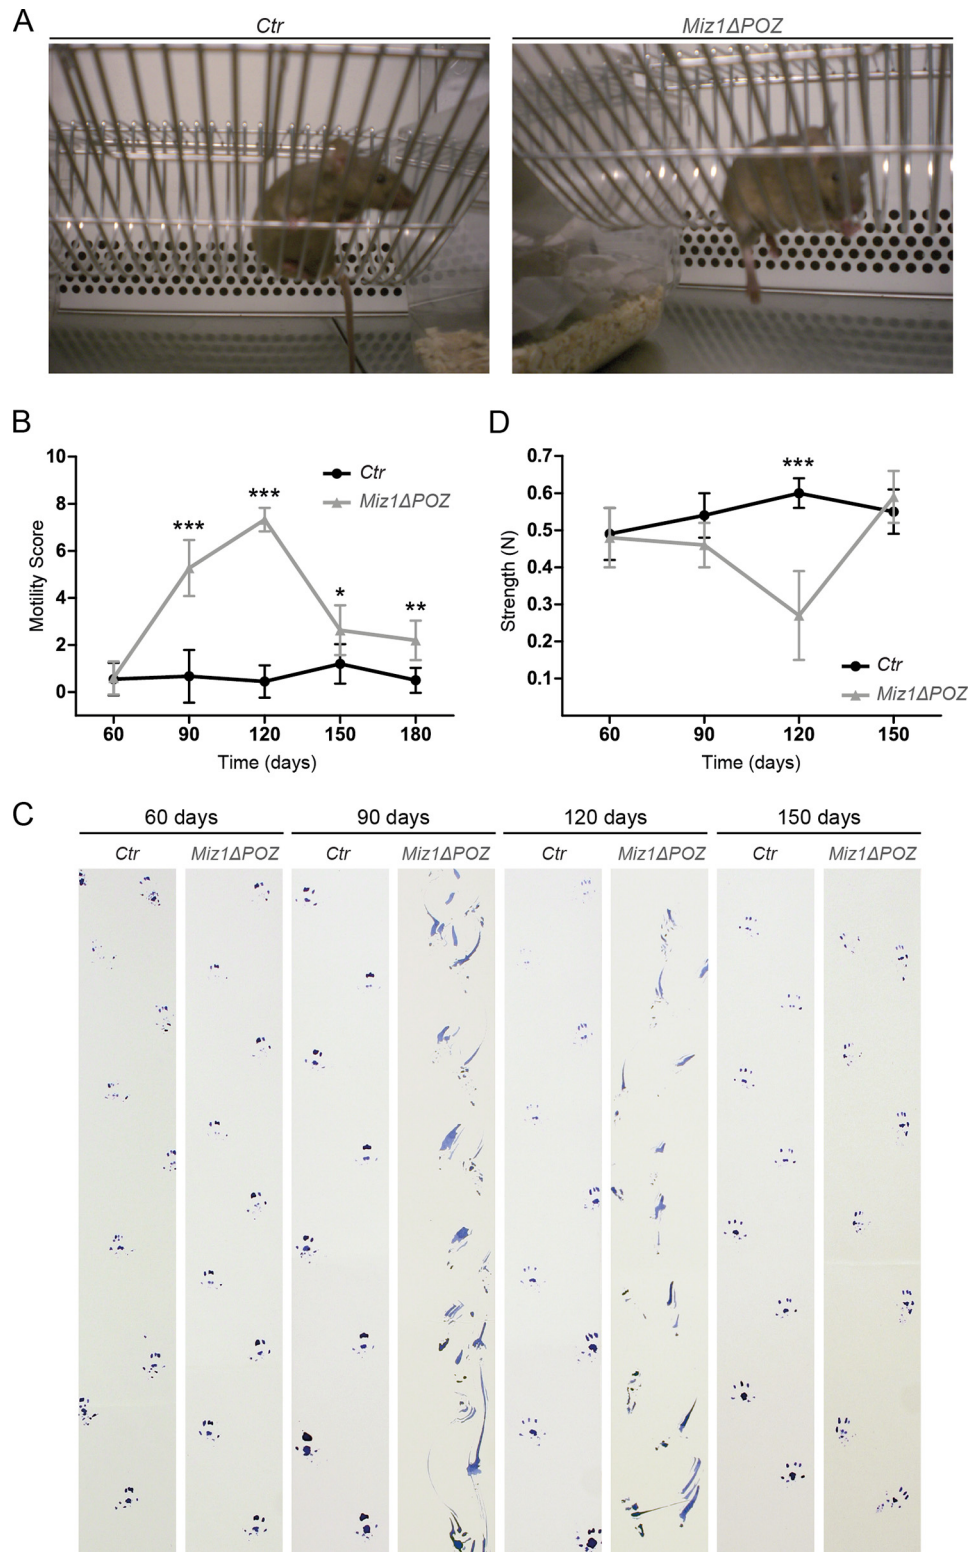 A
Ctr
Miz1ΔPOZ
B
10
8
6
4
2
0
Motility Score
***
***
*
**
Ctr
Miz1ΔPOZ
60 90 120 150 180
Time (days)
D
0.7
0.6
0.5
0.4
0.3
0.2
0.1
Strength (N)
***
Ctr
Miz1ΔPOZ
60 90 120 150
Time (days)
C
60 days 90 days 120 days 150 days
Ctr Miz1ΔPOZ Ctr Miz1ΔPOZ Ctr Miz1ΔPOZ Ctr Miz1ΔPOZ